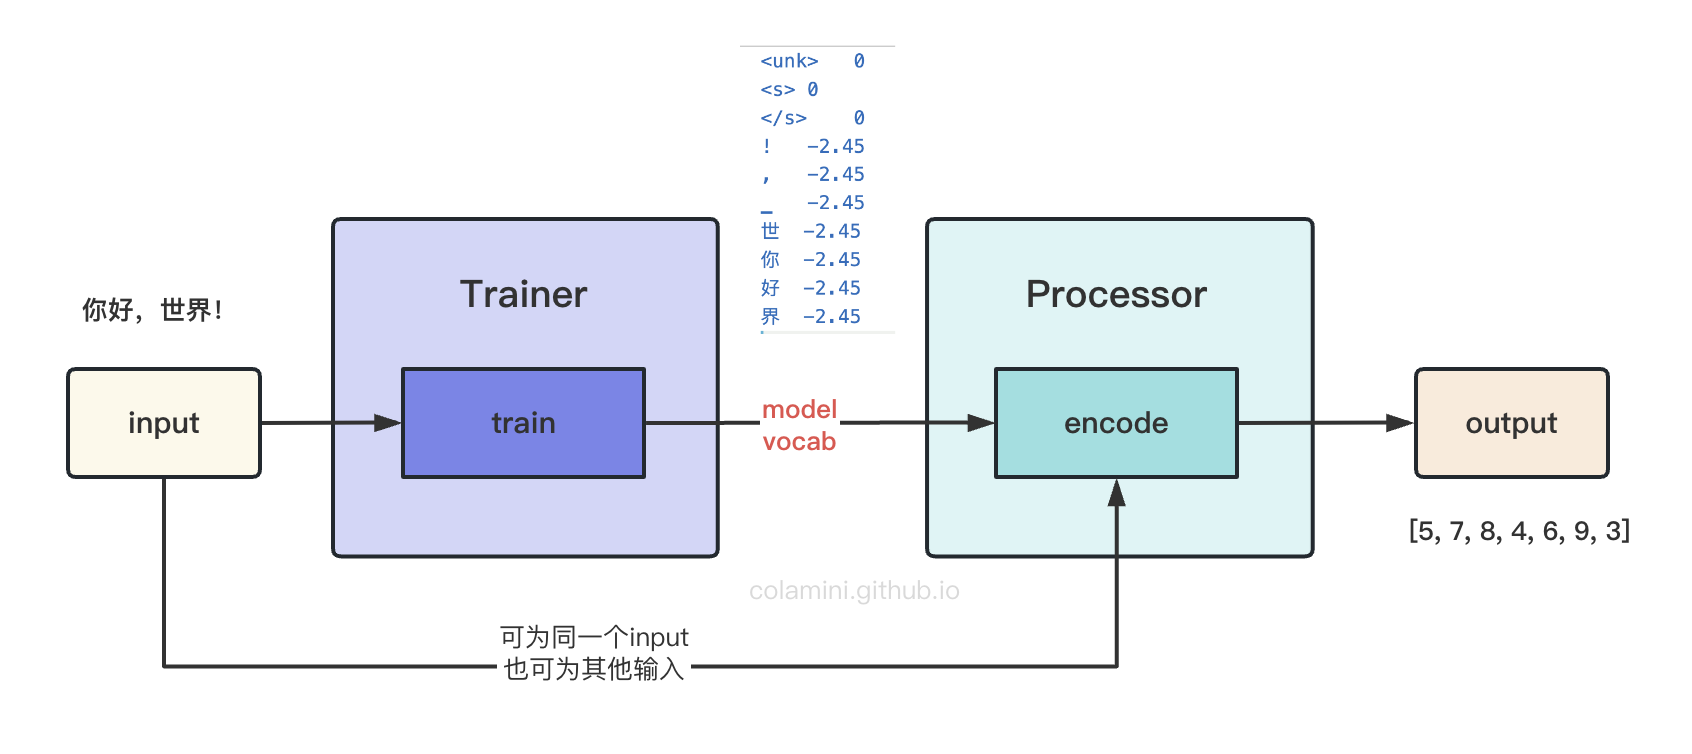 <unk> 0
<s> 0
</s> 0
! -2.45
, -2.45
▁ -2.45
世 -2.45
你 -2.45
好 -2.45
界 -2.45
Trainer
Processor
你好，世界！
input
train
model
vocab
encode
output
[5, 7, 8, 4, 6, 9, 3]
colamini.github.io
可为同一个input
也可为其他输入